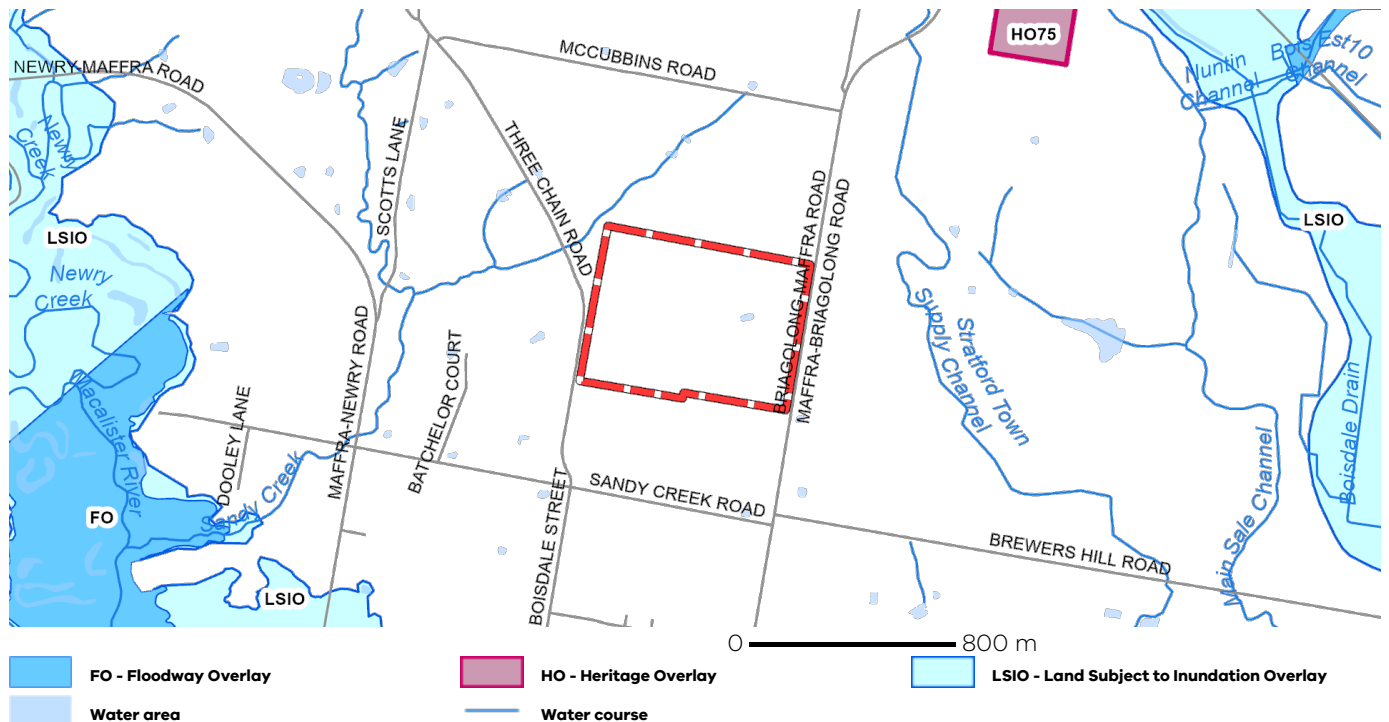 HO75
MCCUBBINS ROAD
NEWRY-MAFFRA ROAD
Nuntin
Channel
Bpis Est10
Channel
Newry
Creek
SCOTTS LANE
THREE CHAIN ROAD
BRIAGOLONG-MAFFRA ROAD
MAFFRA-BRIAGOLONG ROAD
LSIO
LSIO
Newry
Creek
MAFFRA-NEWRY ROAD
BATCHELOR COURT
Stratford Town
Supply Channel
Macalister River
DOOLEY LANE
Boisdale Drain
Sandy Creek
FO
BOISDALE STREET
SANDY CREEK ROAD
Main Sale Channel
BREWERS HILL ROAD
LSIO
0 800 m
FO - Floodway Overlay
HO - Heritage Overlay
LSIO - Land Subject to Inundation Overlay
Water area
Water course